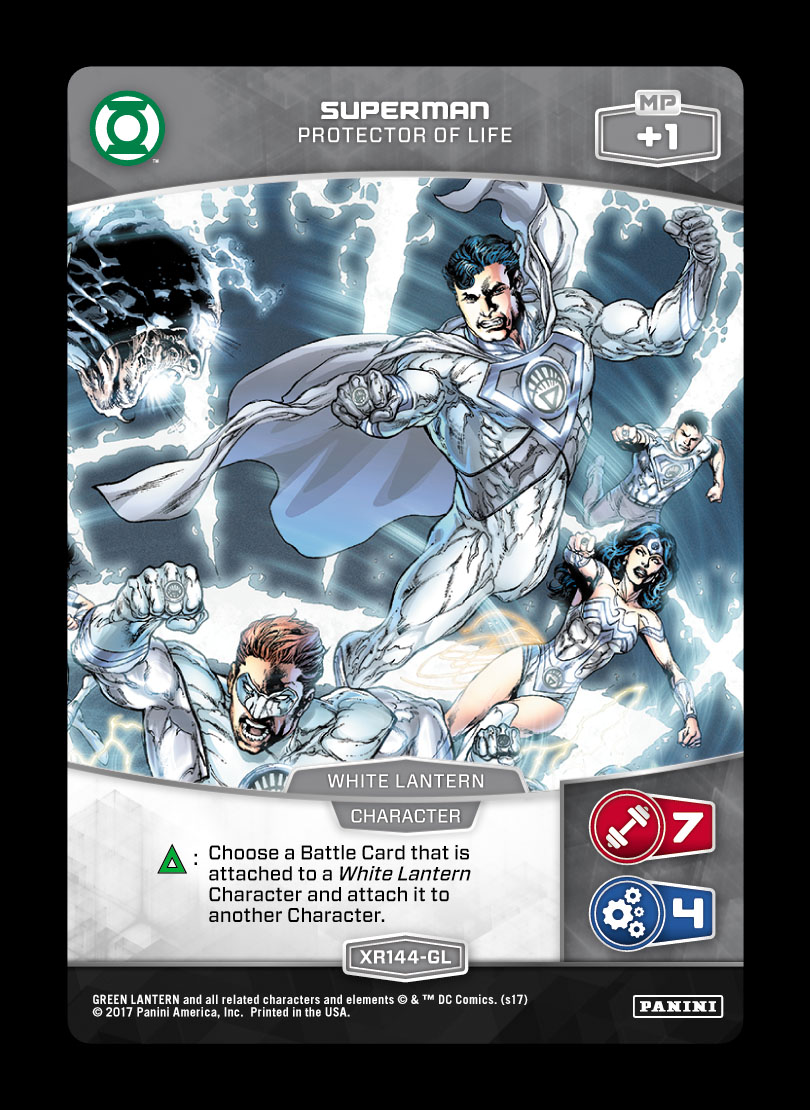 SUPERMAN
PROTECTOR OF LIFE
MP
+1
™
WHITE LANTERN
CHARACTER
: Choose a Battle Card that is
attached to a White Lantern
Character and attach it to
another Character.
7
4
XR144-GL
GREEN LANTERN and all related characters and elements © & ™ DC Comics. (s17)
© 2017 Panini America, Inc. Printed in the USA.
PANINI